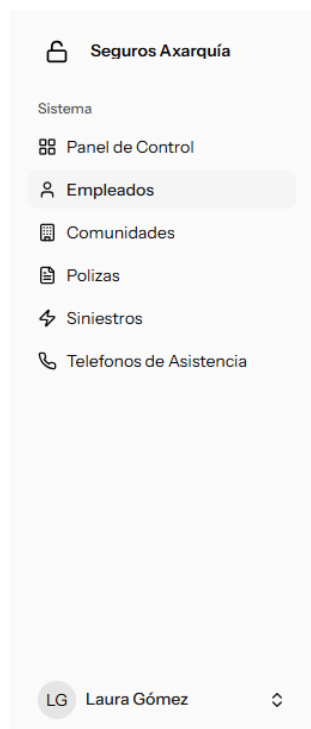 Seguros Axarquía
Sistema
Panel de Control
Empleados
Comunidades
Polizas
Siniestros
Telefonos de Asistencia
LG Laura Gómez